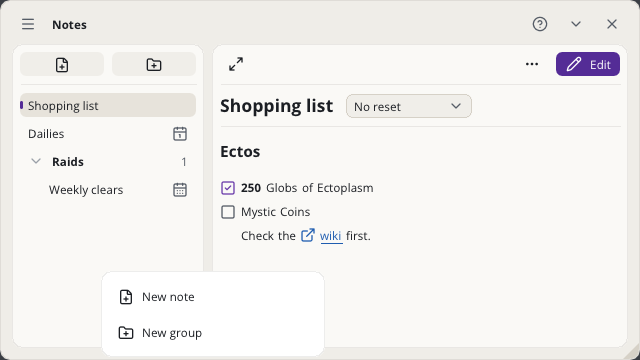 Notes
Edit
Shopping list
Dailies
Raids 1
Weekly clears
Shopping list No reset
Ectos
250 Globs of Ectoplasm
Mystic Coins
Check the wiki first.
New note
New group